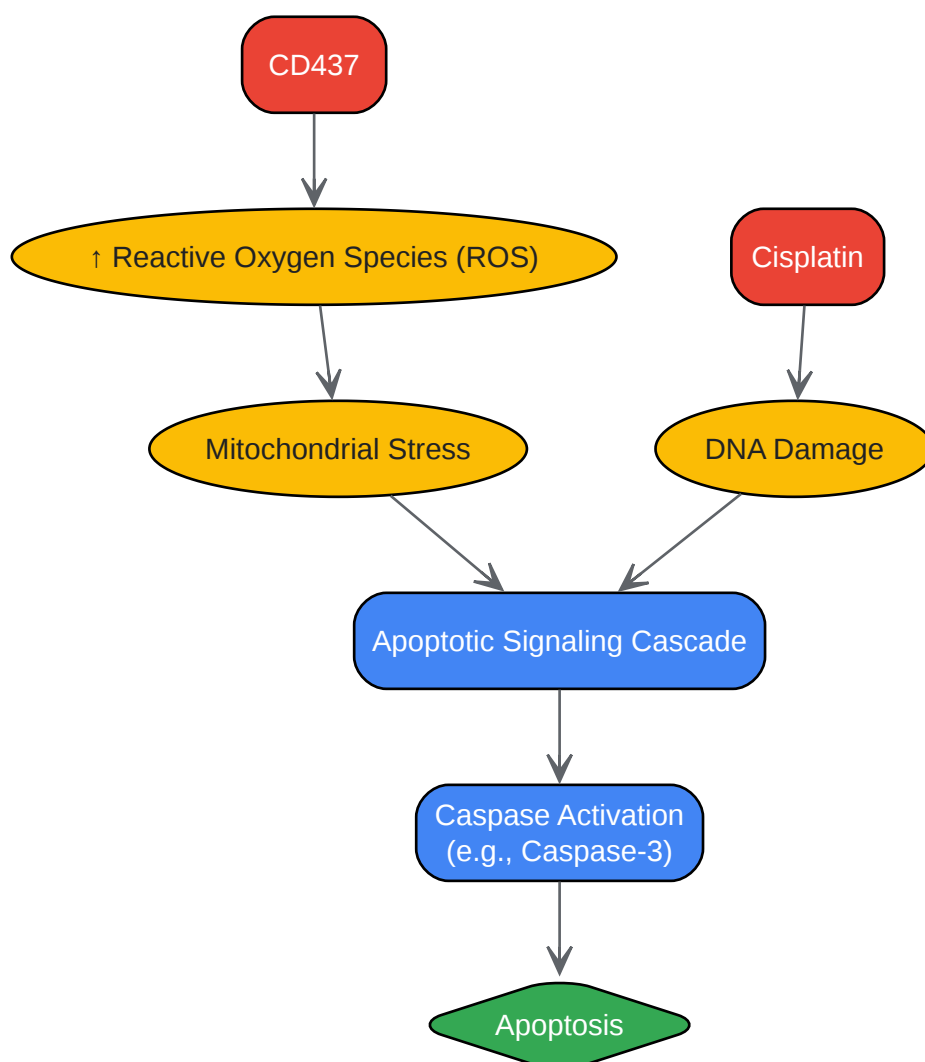 CD437
↑ Reactive Oxygen Species (ROS)
Cisplatin
Mitochondrial Stress
DNA Damage
Apoptotic Signaling Cascade
Caspase Activation
(e.g., Caspase-3)
Apoptosis